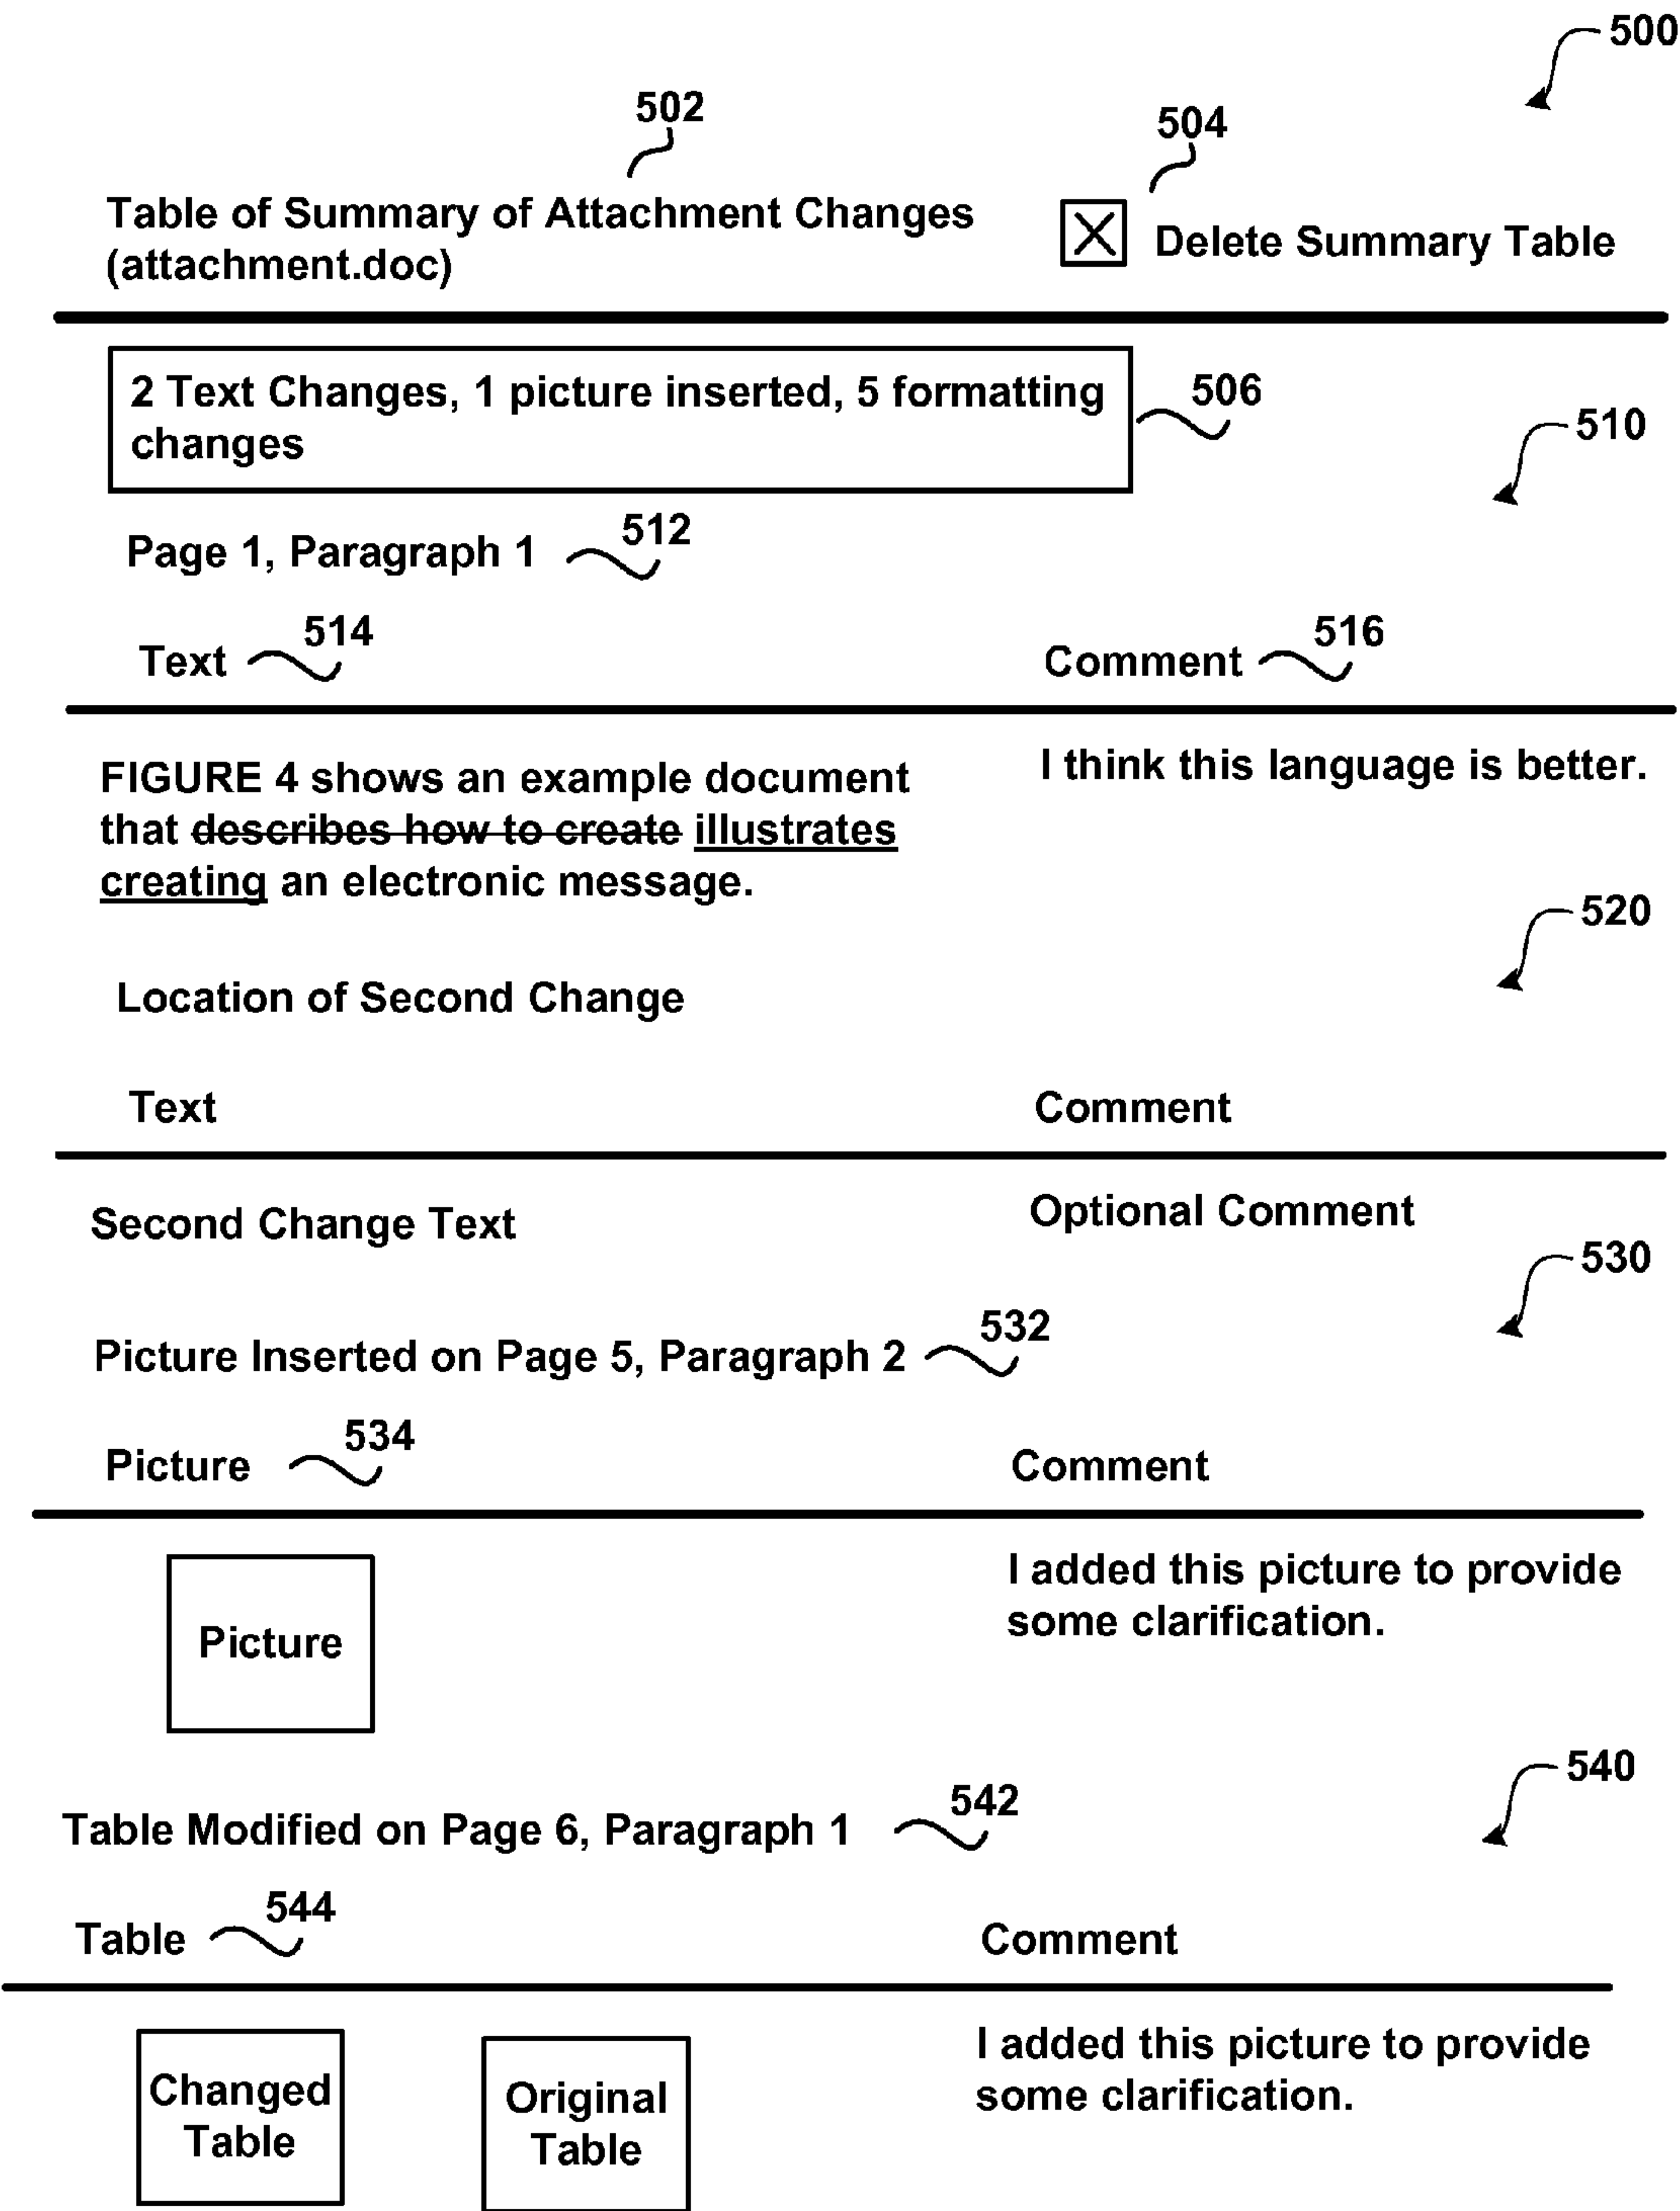 500
502
504
Table of Summary of Attachment Changes
(attachment.doc)
Delete Summary Table
2 Text Changes, 1 picture inserted, 5 formatting
changes
506
510
Page 1, Paragraph 1
512
Text
514
Comment
516
FIGURE 4 shows an example document
that describes how to create illustrates
creating an electronic message.
I think this language is better.
520
Location of Second Change
Text
Comment
Second Change Text
Optional Comment
530
Picture Inserted on Page 5, Paragraph 2
532
Picture
534
Comment
Picture
I added this picture to provide
some clarification.
540
Table Modified on Page 6, Paragraph 1
542
Table
544
Comment
Changed
Table
Original
Table
I added this picture to provide
some clarification.